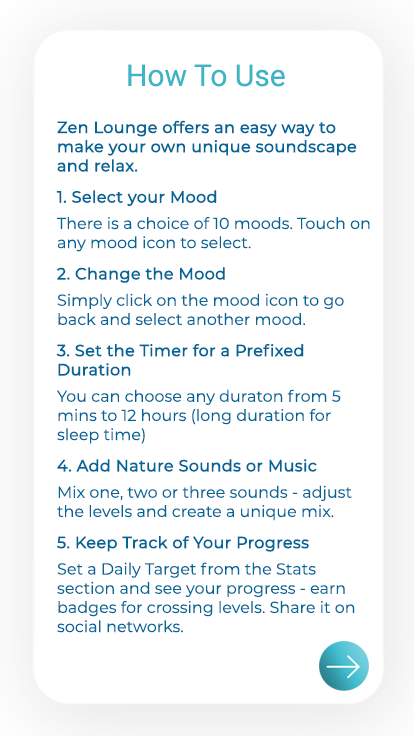 How To Use
Zen Lounge offers an easy way to
make your own unique soundscape
and relax.
1. Select your Mood
There is a choice of 10 moods. Touch on
any mood icon to select.
2. Change the Mood
Simply click on the mood icon to go
back and select another mood.
3. Set the Timer for a Prefixed
Duration
You can choose any duraton from 5
mins to 12 hours (long duration for
sleep time)
4. Add Nature Sounds or Music
Mix one, two or three sounds - adjust
the levels and create a unique mix.
5. Keep Track of Your Progress
Set a Daily Target from the Stats
section and see your progress - earn
badges for crossing levels. Share it on
social networks.